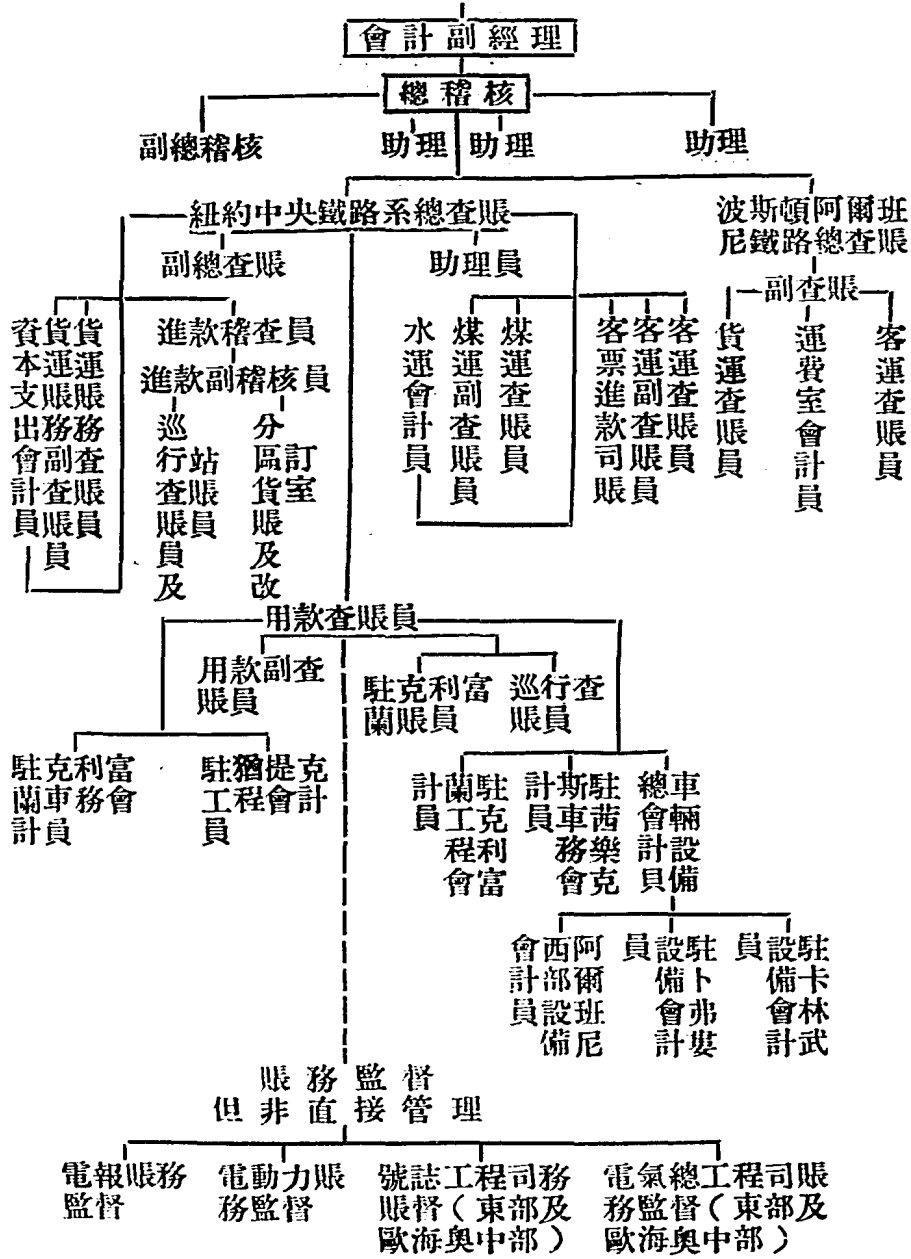 會計副經理
總稽核
副總稽核
助理
助理
助理
紐約中央鐵路系總查賬
波斯頓阿爾班
尼鐵路總查賬
副總查賬
助理員
副查賬
資本支出會計員
貨運賬務副查賬員
貨運賬務查賬員
進款稽查員
進款副稽核員
巡行查賬員及
站賬員
分區貨賬及改
訂室
水運會計員
煤運副查賬員
煤運查賬員
客票進款司賬
客運副查賬員
客運查賬員
貨運查賬員
運費室會計員
客運查賬員
用款查賬員
用款副查
賬員
駐克利富
蘭賬員
巡行查
賬員
駐克利富
蘭車務會
計員
駐猶提克
工程會計
員
駐克利富
蘭工程會
計員
駐茜樂克
斯車務會
計員
車輛設備
總會計員
阿爾班尼
西部設備
會計員
駐卜弗婁
設備會計
員
駐卡林武
設備會計
員
賬務監督
但非直接管理
電報賬務
監督
電動力賬
務監督
號誌工程司務
賬督(東部及
歐海奧中部)
電氣總工程司賬
務監督(東部及
歐海奧中部)